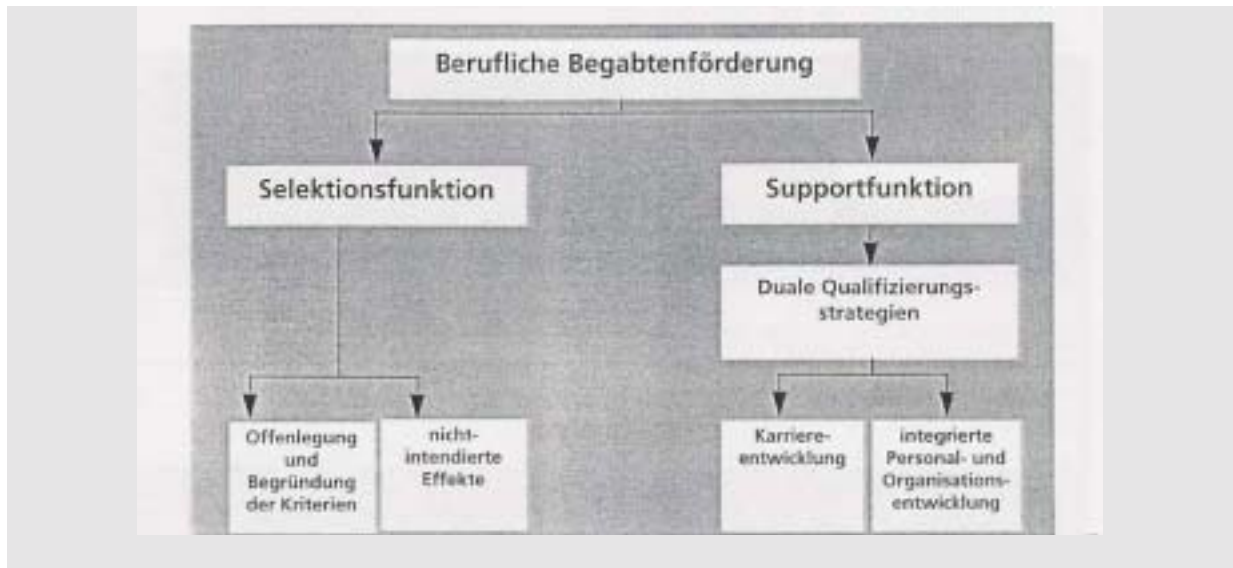 Berufliche Begabtenförderung
Selektionsfunktion
Supportfunktion
Duale Qualifizierungs-
strategien
Offenlegung
und
Begründung
der Kriterien
nicht-
intendierte
Effekte
Karriere-
entwicklung
integrierte
Personal- und
Organisations-
entwicklung